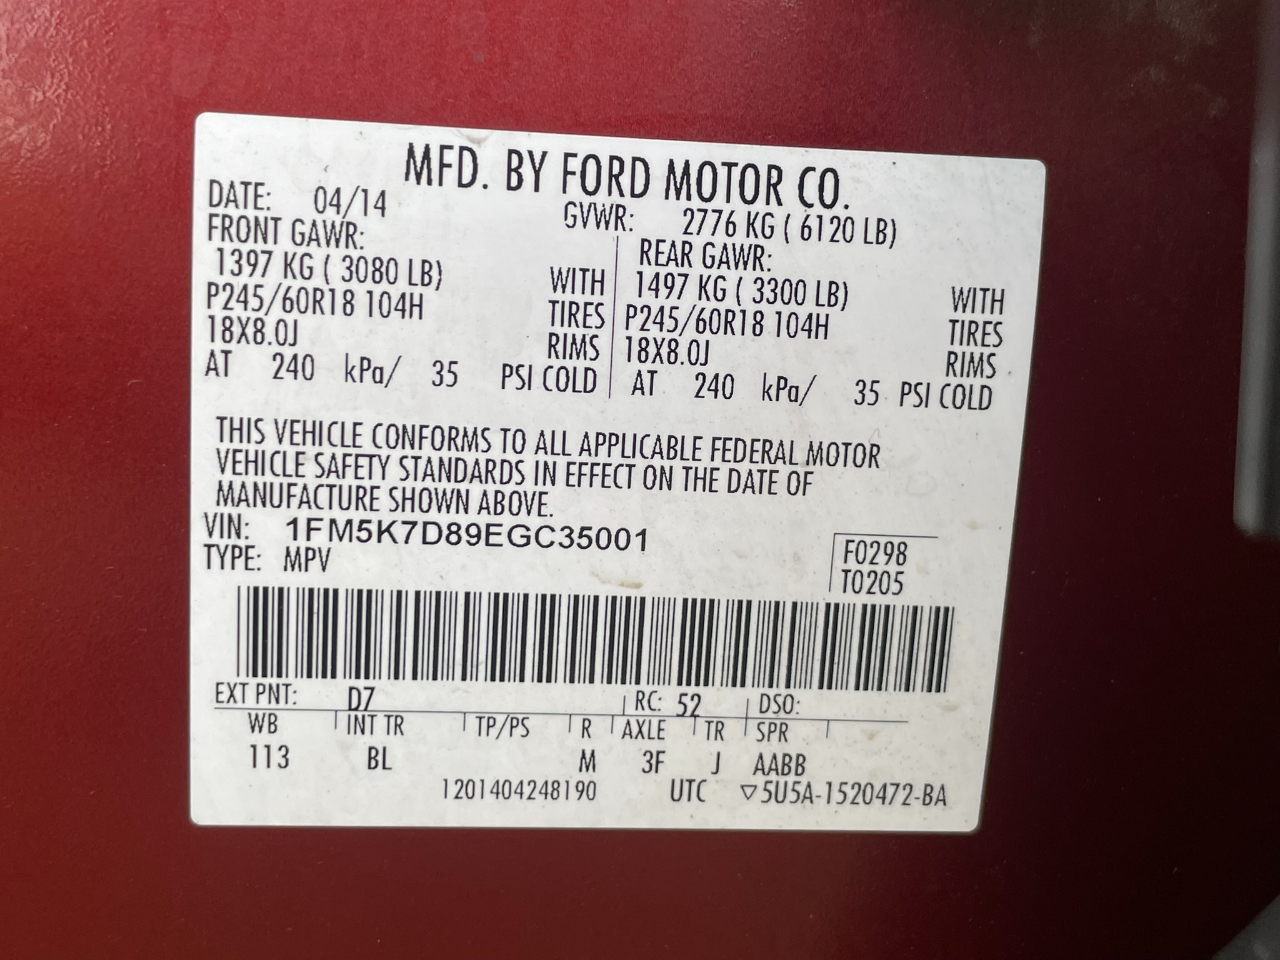 MFD. BY FORD MOTOR CO.
DATE: 04/14 GVWR: 2776 KG ( 6120 LB)
FRONT GAWR: REAR GAWR:
1397 KG ( 3080 LB) WITH 1497 KG ( 3300 LB) WITH
P245/60R18 104H TIRES P245/60R18 104H TIRES
18X8.0J RIMS 18X8.0J RIMS
AT 240 kPa/ 35 PSI COLD AT 240 kPa/ 35 PSI COLD
THIS VEHICLE CONFORMS TO ALL APPLICABLE FEDERAL MOTOR
VEHICLE SAFETY STANDARDS IN EFFECT ON THE DATE OF
MANUFACTURE SHOWN ABOVE.
VIN: 1FM5K7D89EGC35001 F0298
TYPE: MPV T0205
EXT PNT: D7 RC: 52 DSO:
WB INT TR TP/PS R AXLE TR SPR
113 BL M 3F J AABB
1201404248190 UTC ▽5U5A-1520472-BA